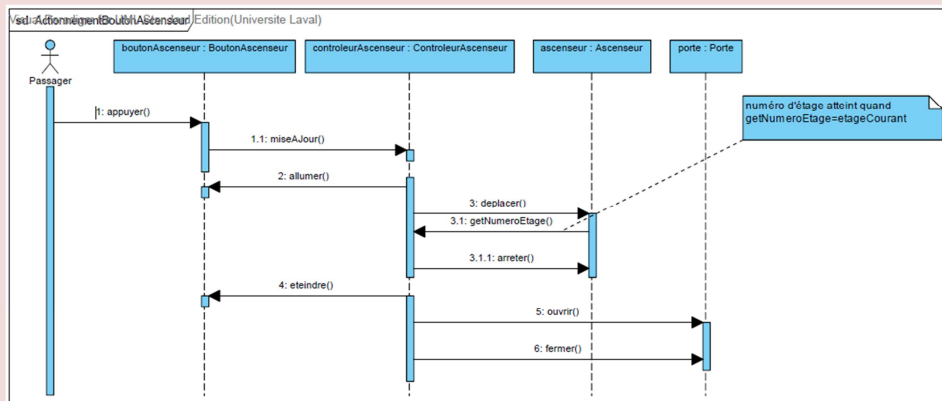 sd: ActionnementBoutonAscenseur
Edition(Universite Laval)
Passager
boutonAscenseur : BoutonAscenseur
controleurAscenseur : ControleurAscenseur
ascenseur : Ascenseur
porte : Porte
numéro d'étage atteint quand
getNumeroEtage=etageCourant
1: appuyer()
1.1: miseAJour()
2: allumer()
3: deplacer()
3.1: getNumeroEtage()
3.1.1: arreter()
4: eteindre()
5: ouvrir()
6: fermer()